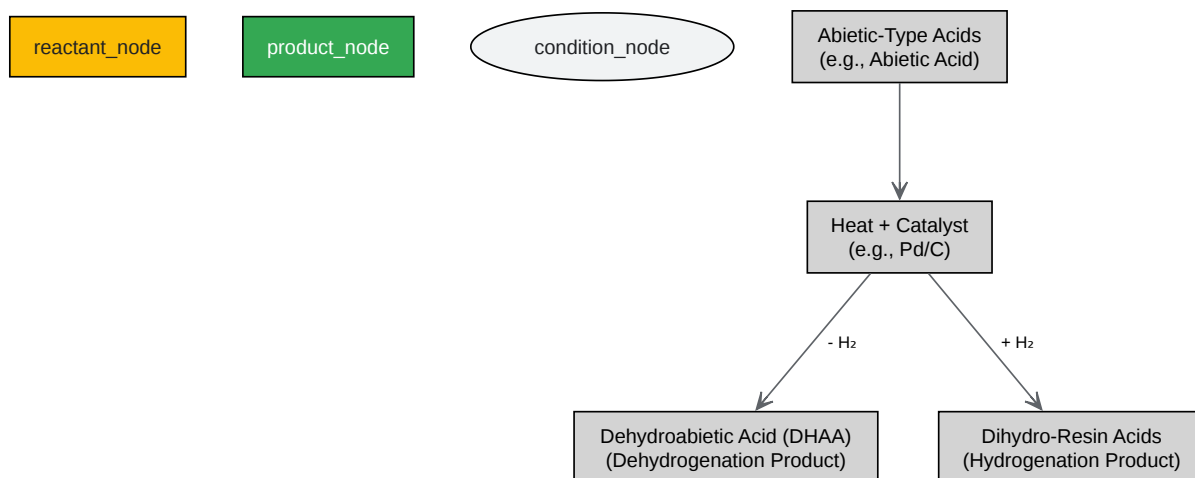 reactant_node
product_node
condition_node
Abietic-Type Acids
(e.g., Abietic Acid)
Heat + Catalyst
(e.g., Pd/C)
- H₂
+ H₂
Dehydroabietic Acid (DHAA)
(Dehydrogenation Product)
Dihydro-Resin Acids
(Hydrogenation Product)